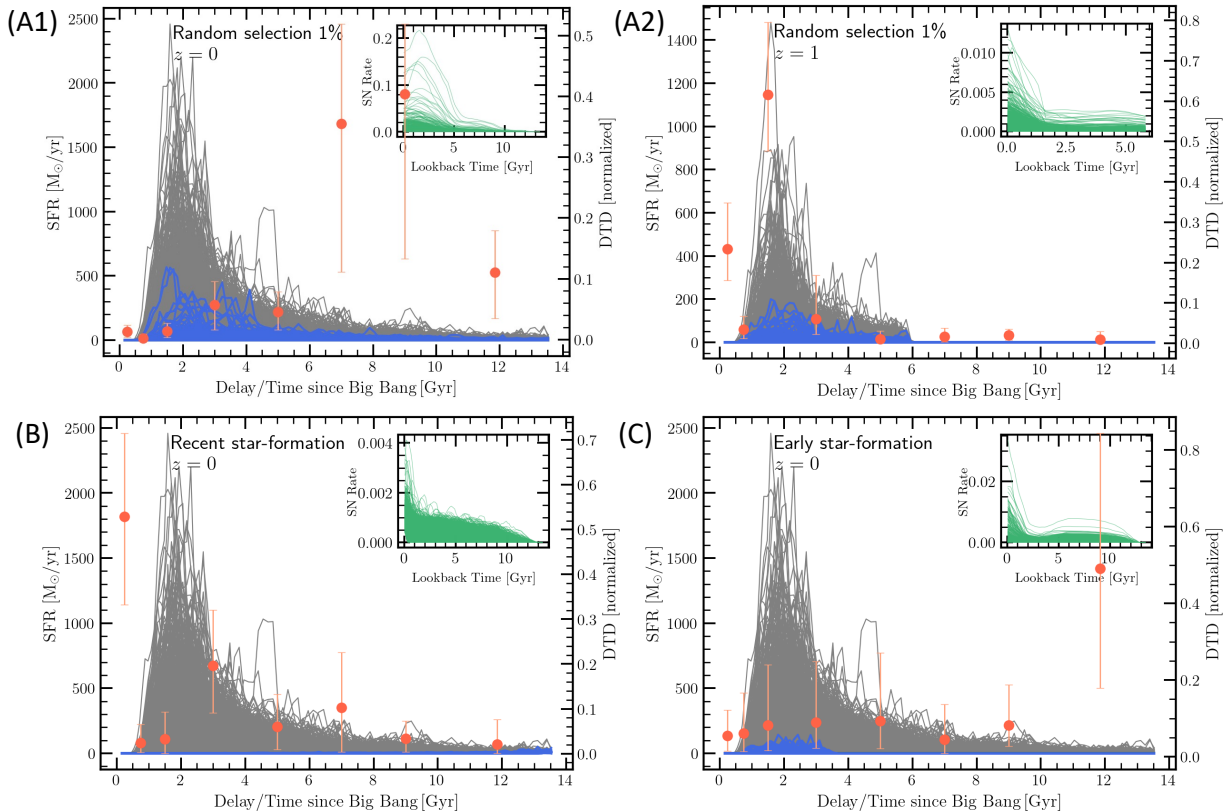 (A1)
Random selection 1%
z = 0
2500
2000
1500
1000
500
0
SFR [M⊙/yr]
0 2 4 6 8 10 12 14
Delay/Time since Big Bang [Gyr]
0.5
0.4
0.3
0.2
0.1
0.0
DTD [normalized]
0.2
0.1
0.0
SN Rate
0 5 10
Lookback Time [Gyr]
(A2)
Random selection 1%
z = 1
1400
1200
1000
800
600
400
200
0
SFR [M⊙/yr]
0 2 4 6 8 10 12 14
Delay/Time since Big Bang [Gyr]
0.8
0.7
0.6
0.5
0.4
0.3
0.2
0.1
0.0
DTD [normalized]
0.010
0.005
0.000
SN Rate
0.0 2.5 5.0
Lookback Time [Gyr]
(B)
Recent star-formation
z = 0
2500
2000
1500
1000
500
0
SFR [M⊙/yr]
0 2 4 6 8 10 12 14
Delay/Time since Big Bang [Gyr]
0.7
0.6
0.5
0.4
0.3
0.2
0.1
0.0
DTD [normalized]
0.004
0.002
0.000
SN Rate
0 5 10
Lookback Time [Gyr]
(C)
Early star-formation
z = 0
2500
2000
1500
1000
500
0
SFR [M⊙/yr]
0 2 4 6 8 10 12 14
Delay/Time since Big Bang [Gyr]
0.8
0.6
0.4
0.2
0.0
DTD [normalized]
0.02
0.00
SN Rate
0 5 10
Lookback Time [Gyr]